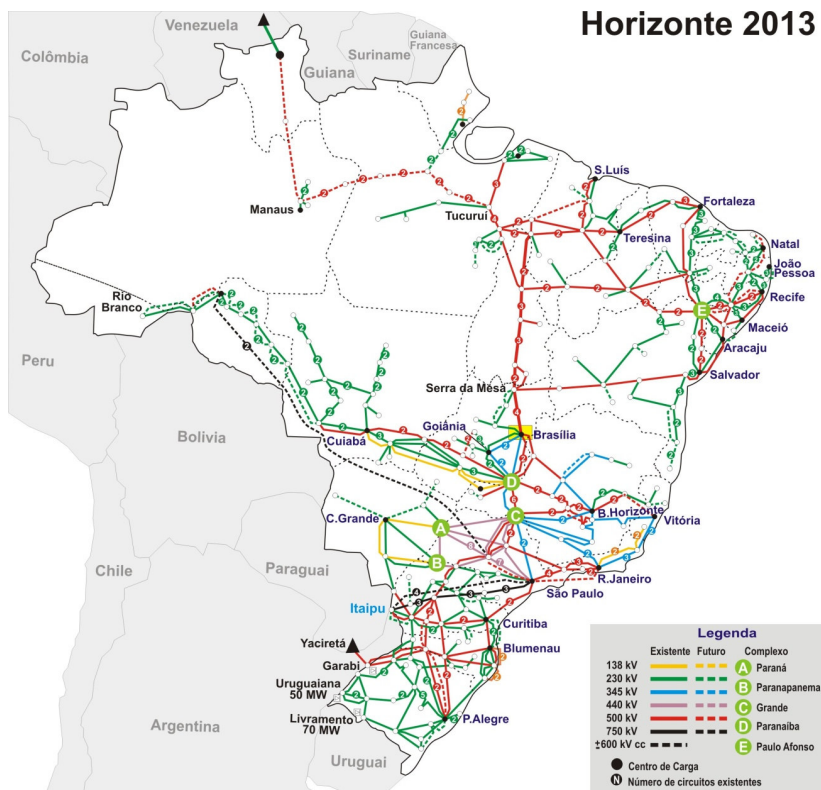 Horizonte 2013
Venezuela
Colômbia
Suriname
Guiana
Francesa
Guiana
Manaus
Tucuruí
S.Luís
Fortaleza
Teresina
Natal
João
Pessoa
Recife
Maceió
Aracaju
Salvador
Rio
Branco
Peru
Serra da Mesa
Bolivia
Cuiabá
Goiânia
Brasília
C.Grande
B.Horizonte
Vitória
R.Janeiro
São Paulo
Chile
Paraguai
Itaipu
Curitiba
Yaciretá
Blumenau
Garabi
Uruguaiana
50 MW
Livramento
70 MW
P.Alegre
Argentina
Uruguai
A
B
C
D
E
Legenda
Existente Futuro Complexo
138 kV A Paraná
230 kV B Paranapanema
345 kV C Grande
440 kV D Paranaíba
500 kV E Paulo Afonso
750 kV
±600 kV cc
Centro de Carga
N Número de circuitos existentes